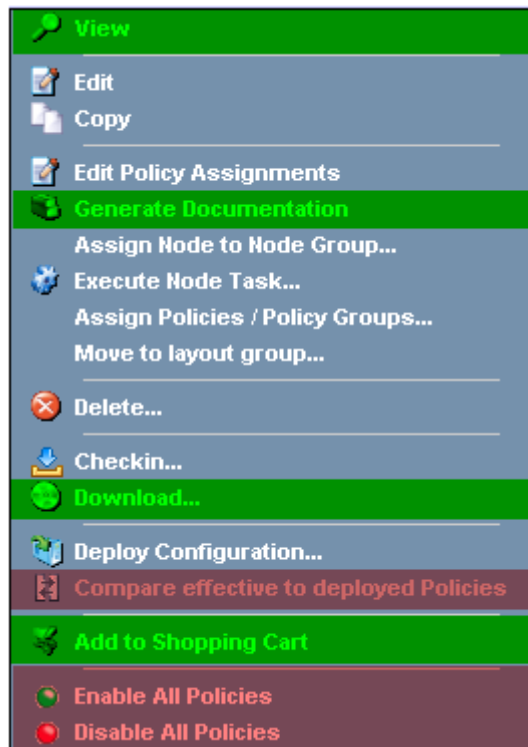 View
Edit
Copy
Edit Policy Assignments
Generate Documentation
Assign Node to Node Group...
Execute Node Task...
Assign Policies / Policy Groups...
Move to layout group...
Delete...
Checkin...
Download...
Deploy Configuration...
Compare effective to deployed Policies
Add to Shopping Cart
Enable All Policies
Disable All Policies